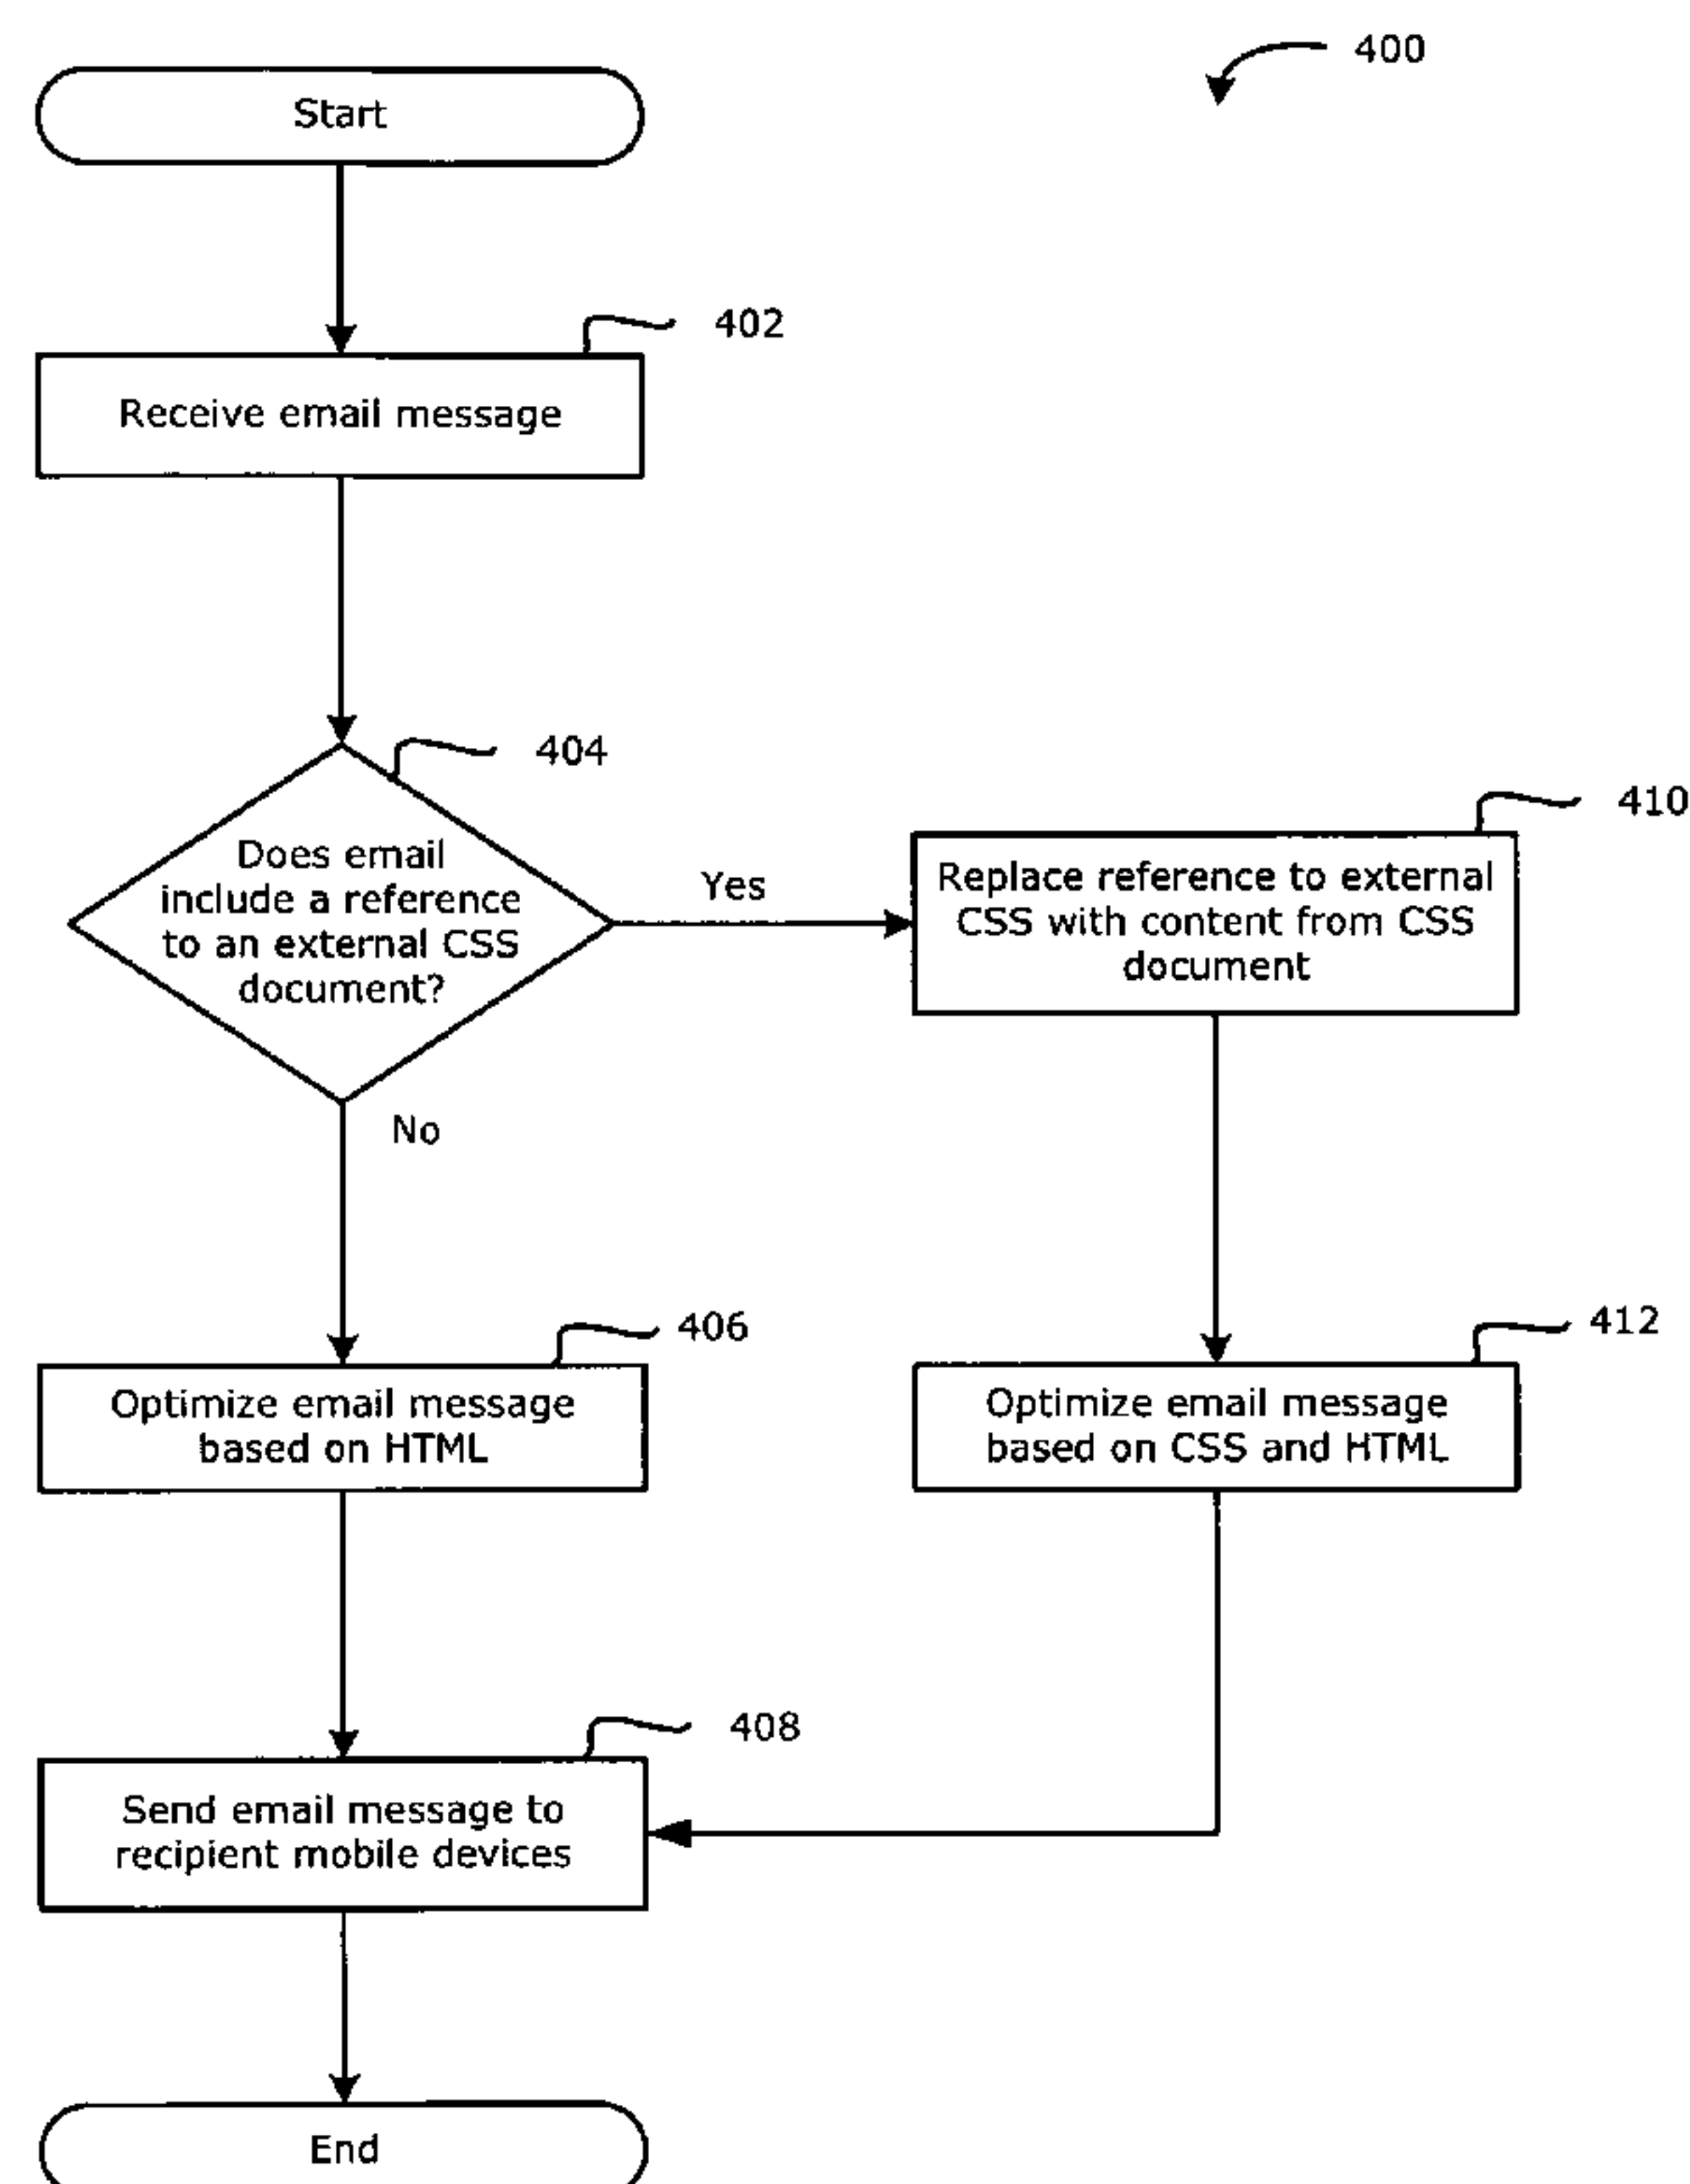 400
Start
402
Receive email message
404
Does email
include a reference
to an external CSS
document?
Yes
410
Replace reference to external
CSS with content from CSS
document
No
406
Optimize email message
based on HTML
412
Optimize email message
based on CSS and HTML
408
Send email message to
recipient mobile devices
End